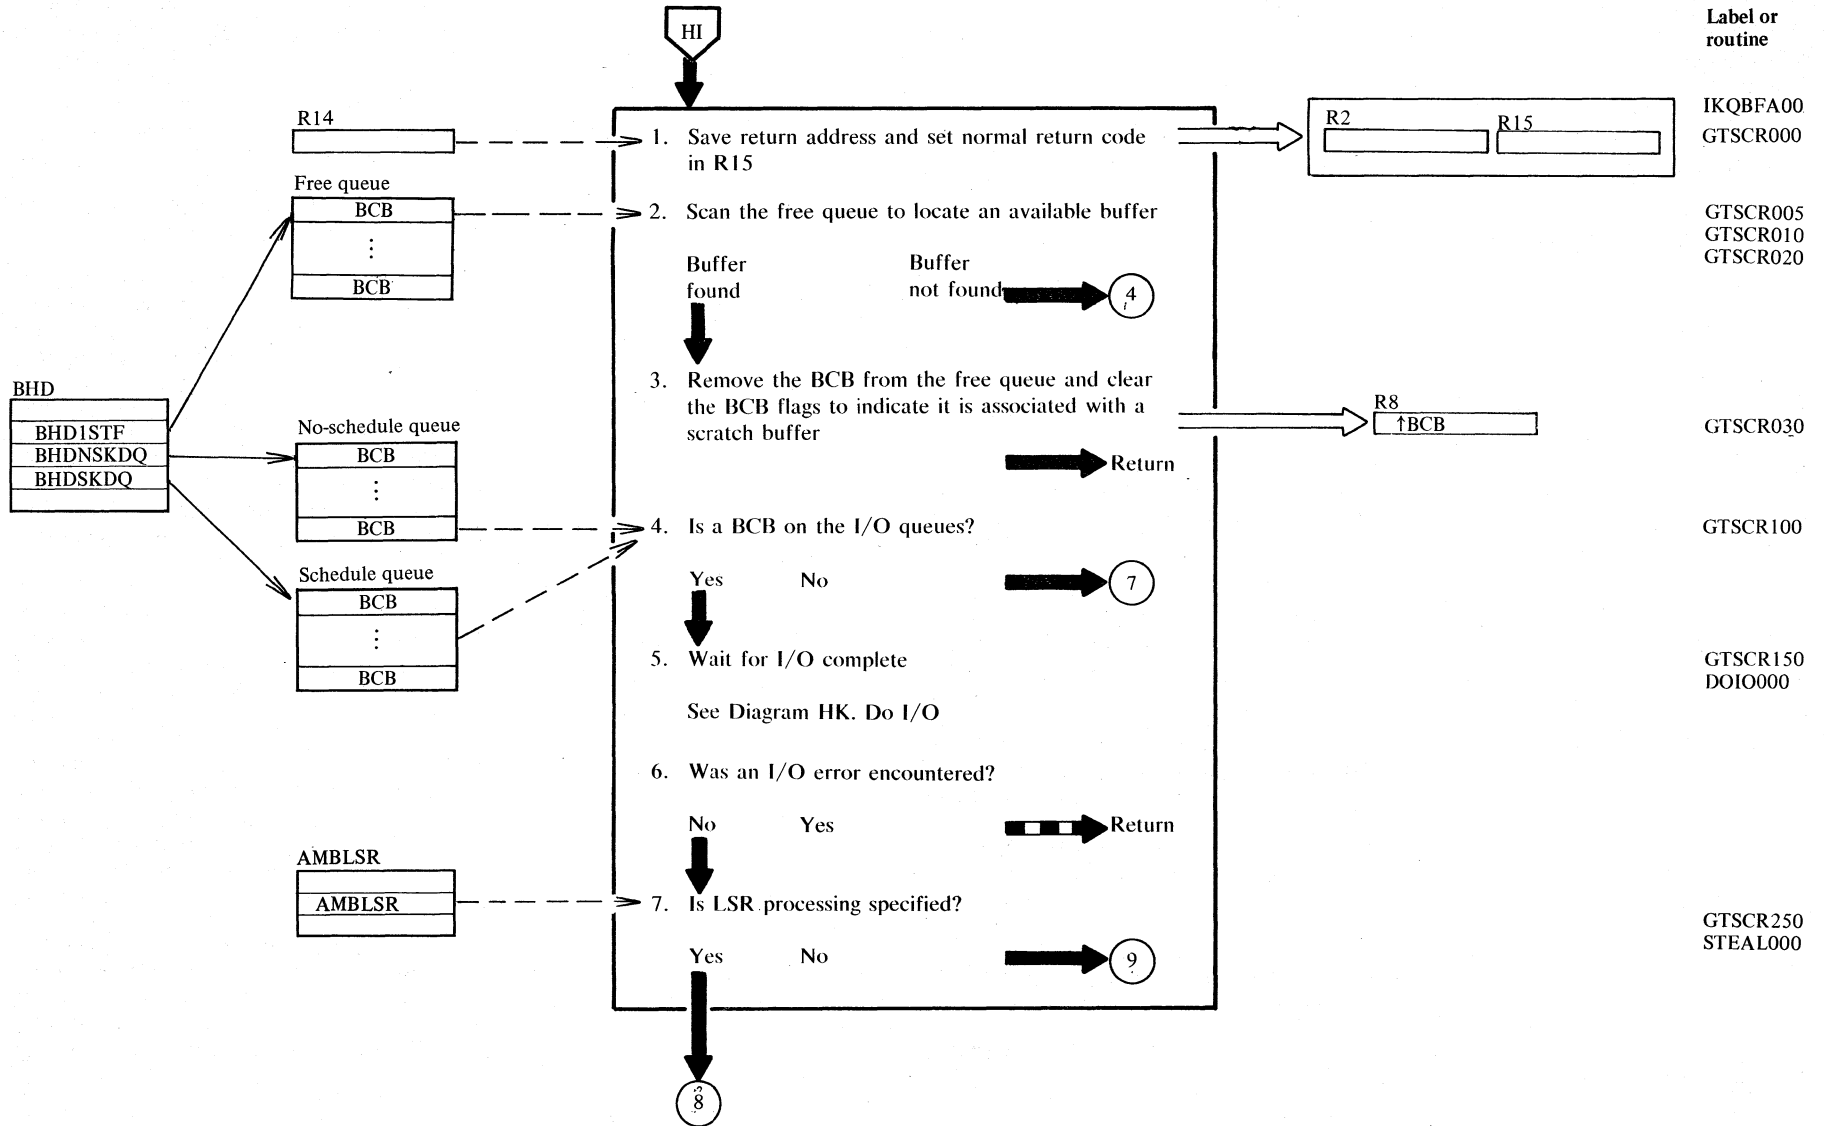 HI
Label or
routine
IKQBFA00
R14
1. Save return address and set normal return code
in R15
R2
R15
GTSCR000
Free queue
BCB
BCB
2. Scan the free queue to locate an available buffer
GTSCR005
GTSCR010
GTSCR020
Buffer
found
Buffer
not found
4
BHD
BHD1STF
BHDNSKDQ
BHDSKDQ
3. Remove the BCB from the free queue and clear
the BCB flags to indicate it is associated with a
scratch buffer
R8
↑BCB
GTSCR030
Return
No-schedule queue
BCB
BCB
4. Is a BCB on the I/O queues?
GTSCR100
Yes No
7
Schedule queue
BCB
BCB
5. Wait for I/O complete
GTSCR150
DOIO000
See Diagram HK. Do I/O
6. Was an I/O error encountered?
No Yes
Return
AMBLSR
AMBLSR
7. Is LSR processing specified?
GTSCR250
STEAL000
Yes No
9
8